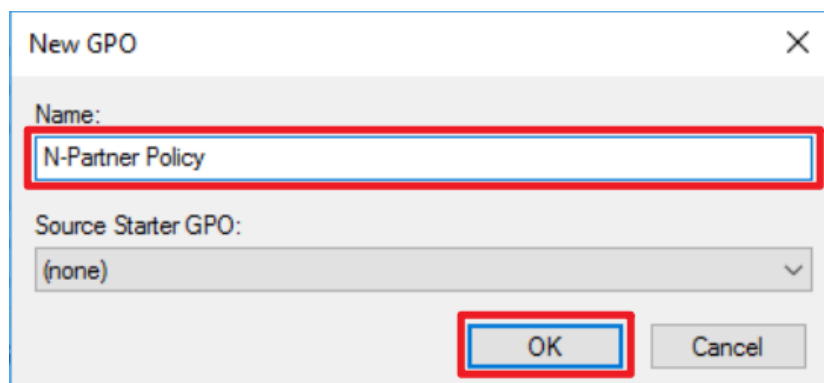 New GPO
Name:
N-Partner Policy
Source Starter GPO:
(none)
OK Cancel